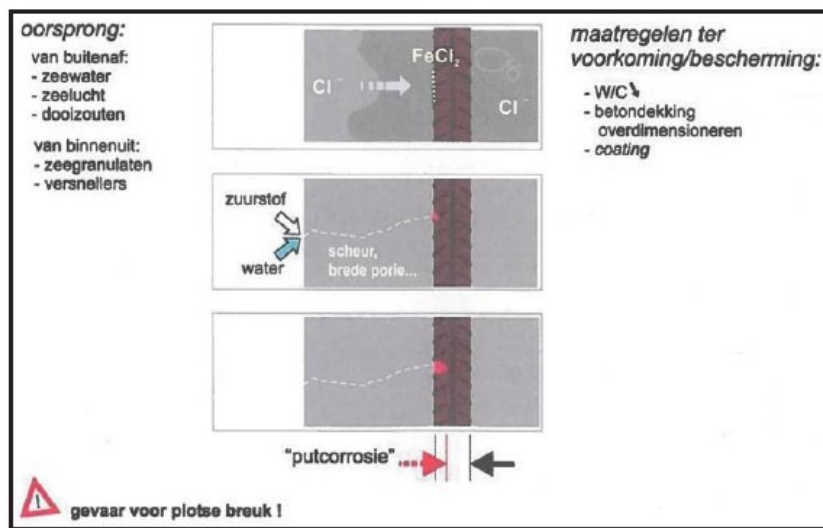 oorsprong:
van buitenaf:
- zeewater
- zeelucht
- dooizouten
van binnenuit:
- zeegranulaten
- versnellers
FeCl₂
Cl⁻
Cl⁻
zuurstof
water
scheur,
brede porie...
"putcorrosie"
maatregelen ter
voorkoming/bescherming:
- W/C↘
- betondekking
overdimensioneren
- coating
! gevaar voor plotse breuk !